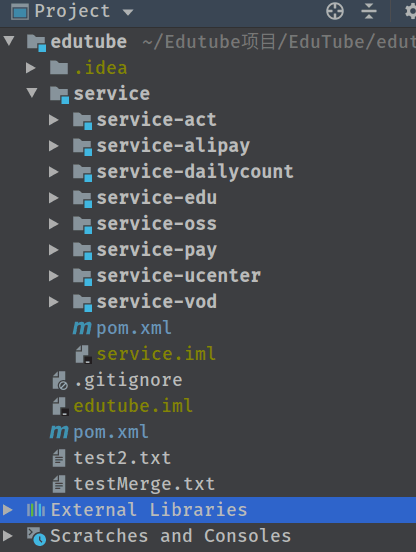 Project
edutube ~/Edutube项目/EduTube/edut
.idea
service
service-act
service-alipay
service-dailycount
service-edu
service-oss
service-pay
service-ucenter
service-vod
pom.xml
service.iml
.gitignore
edutube.iml
pom.xml
test2.txt
testMerge.txt
External Libraries
Scratches and Consoles